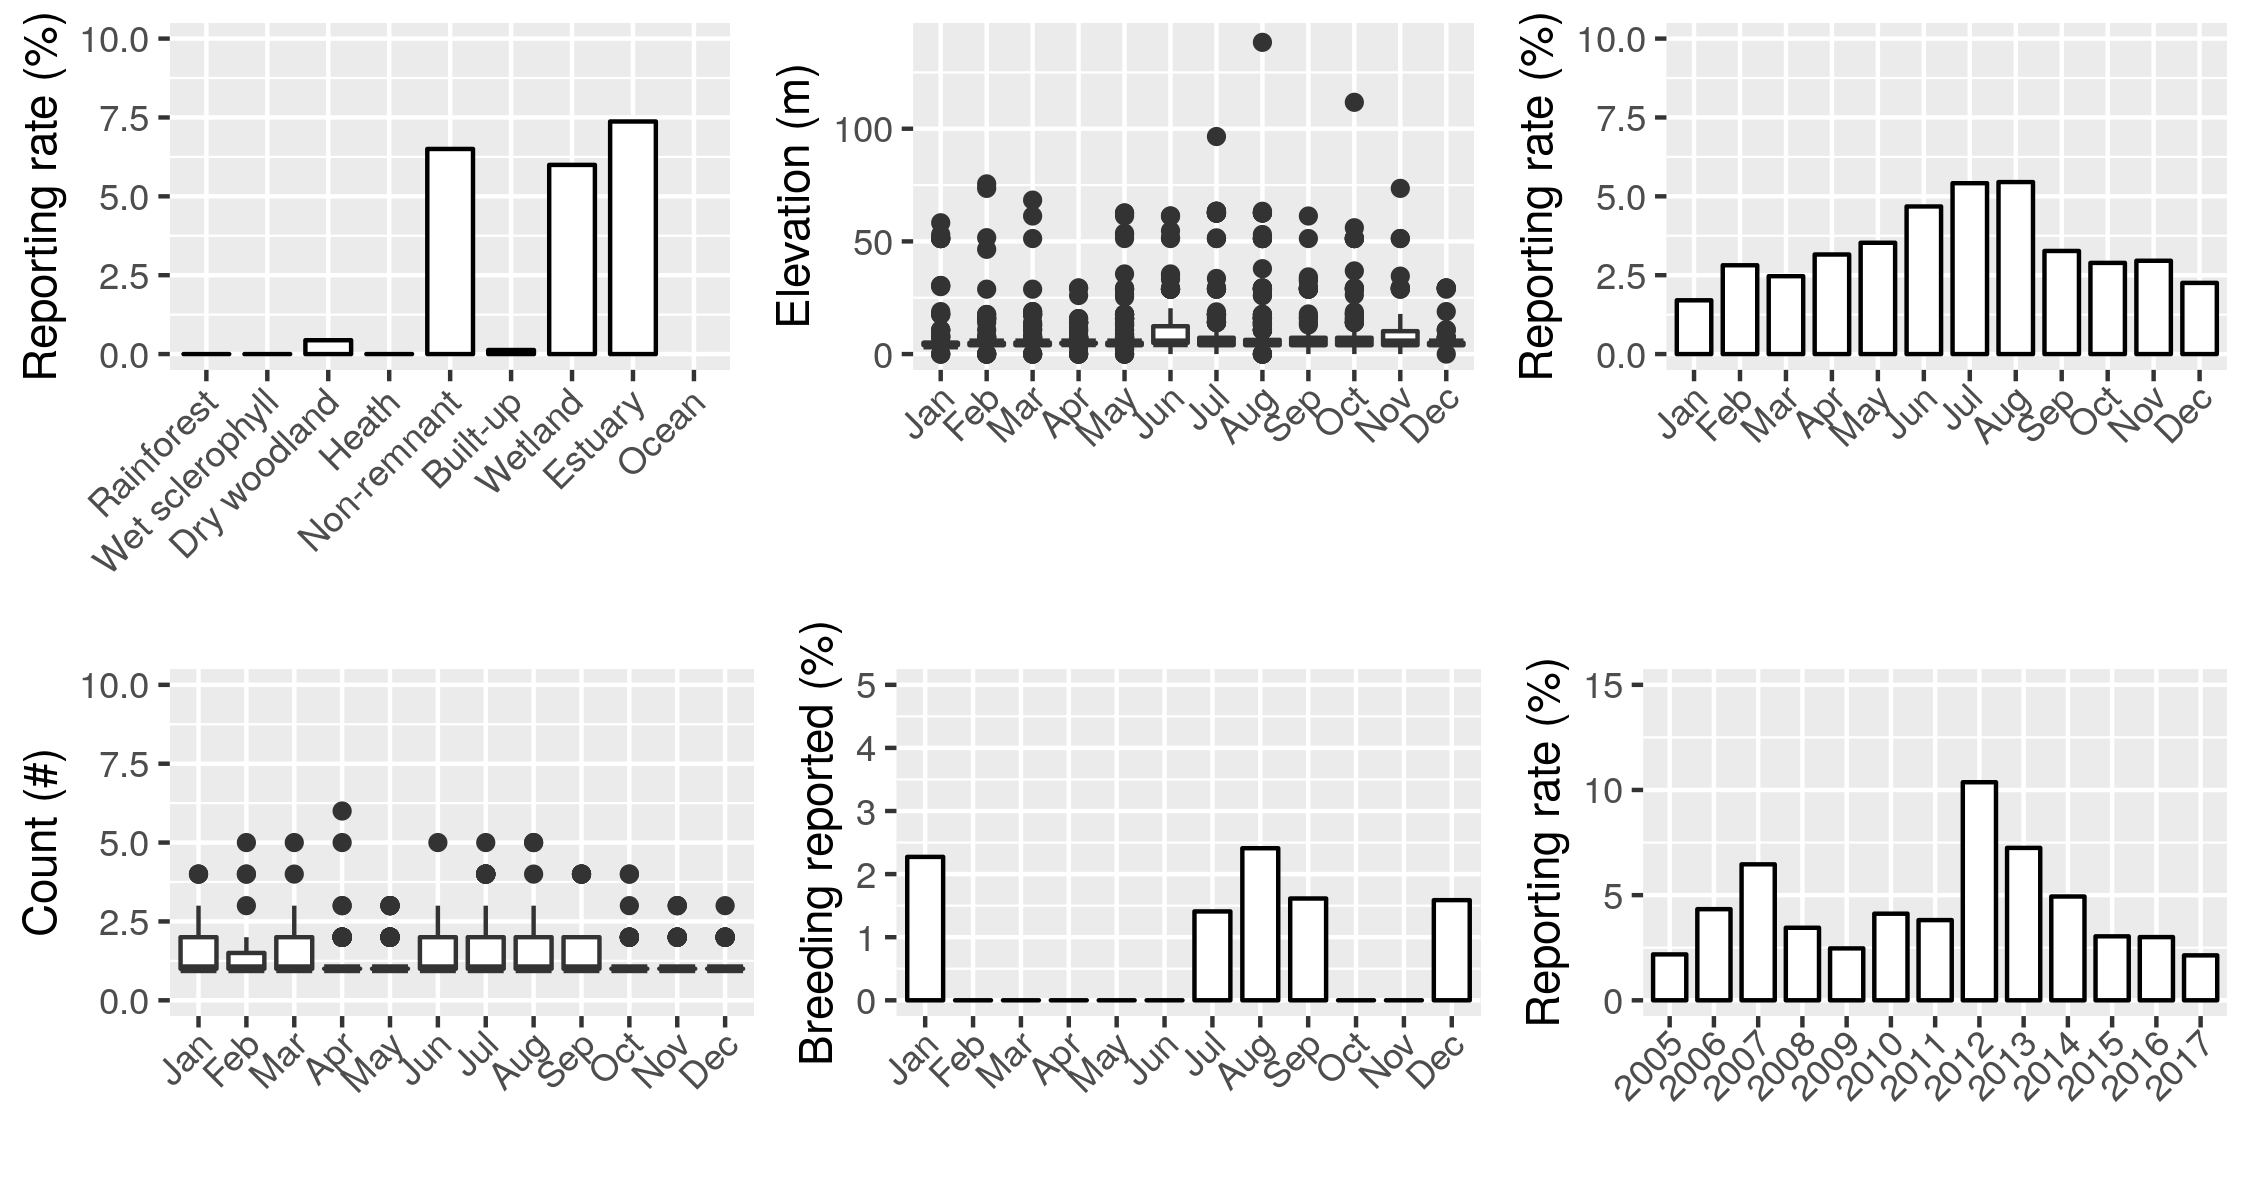 Reporting rate (%)
10.0
7.5
5.0
2.5
0.0
Rainforest
Wet sclerophyll
Dry woodland
Heath
Non-remnant
Built-up
Wetland
Estuary
Ocean
Elevation (m)
100
50
0
Jan Feb Mar Apr May Jun Jul Aug Sep Oct Nov Dec
Reporting rate (%)
10.0
7.5
5.0
2.5
0.0
Jan Feb Mar Apr May Jun Jul Aug Sep Oct Nov Dec
Count (#)
10.0
7.5
5.0
2.5
0.0
Jan Feb Mar Apr May Jun Jul Aug Sep Oct Nov Dec
Breeding reported (%)
5
4
3
2
1
0
Jan Feb Mar Apr May Jun Jul Aug Sep Oct Nov Dec
Reporting rate (%)
15
10
5
0
2005 2006 2007 2008 2009 2010 2011 2012 2013 2014 2015 2016 2017